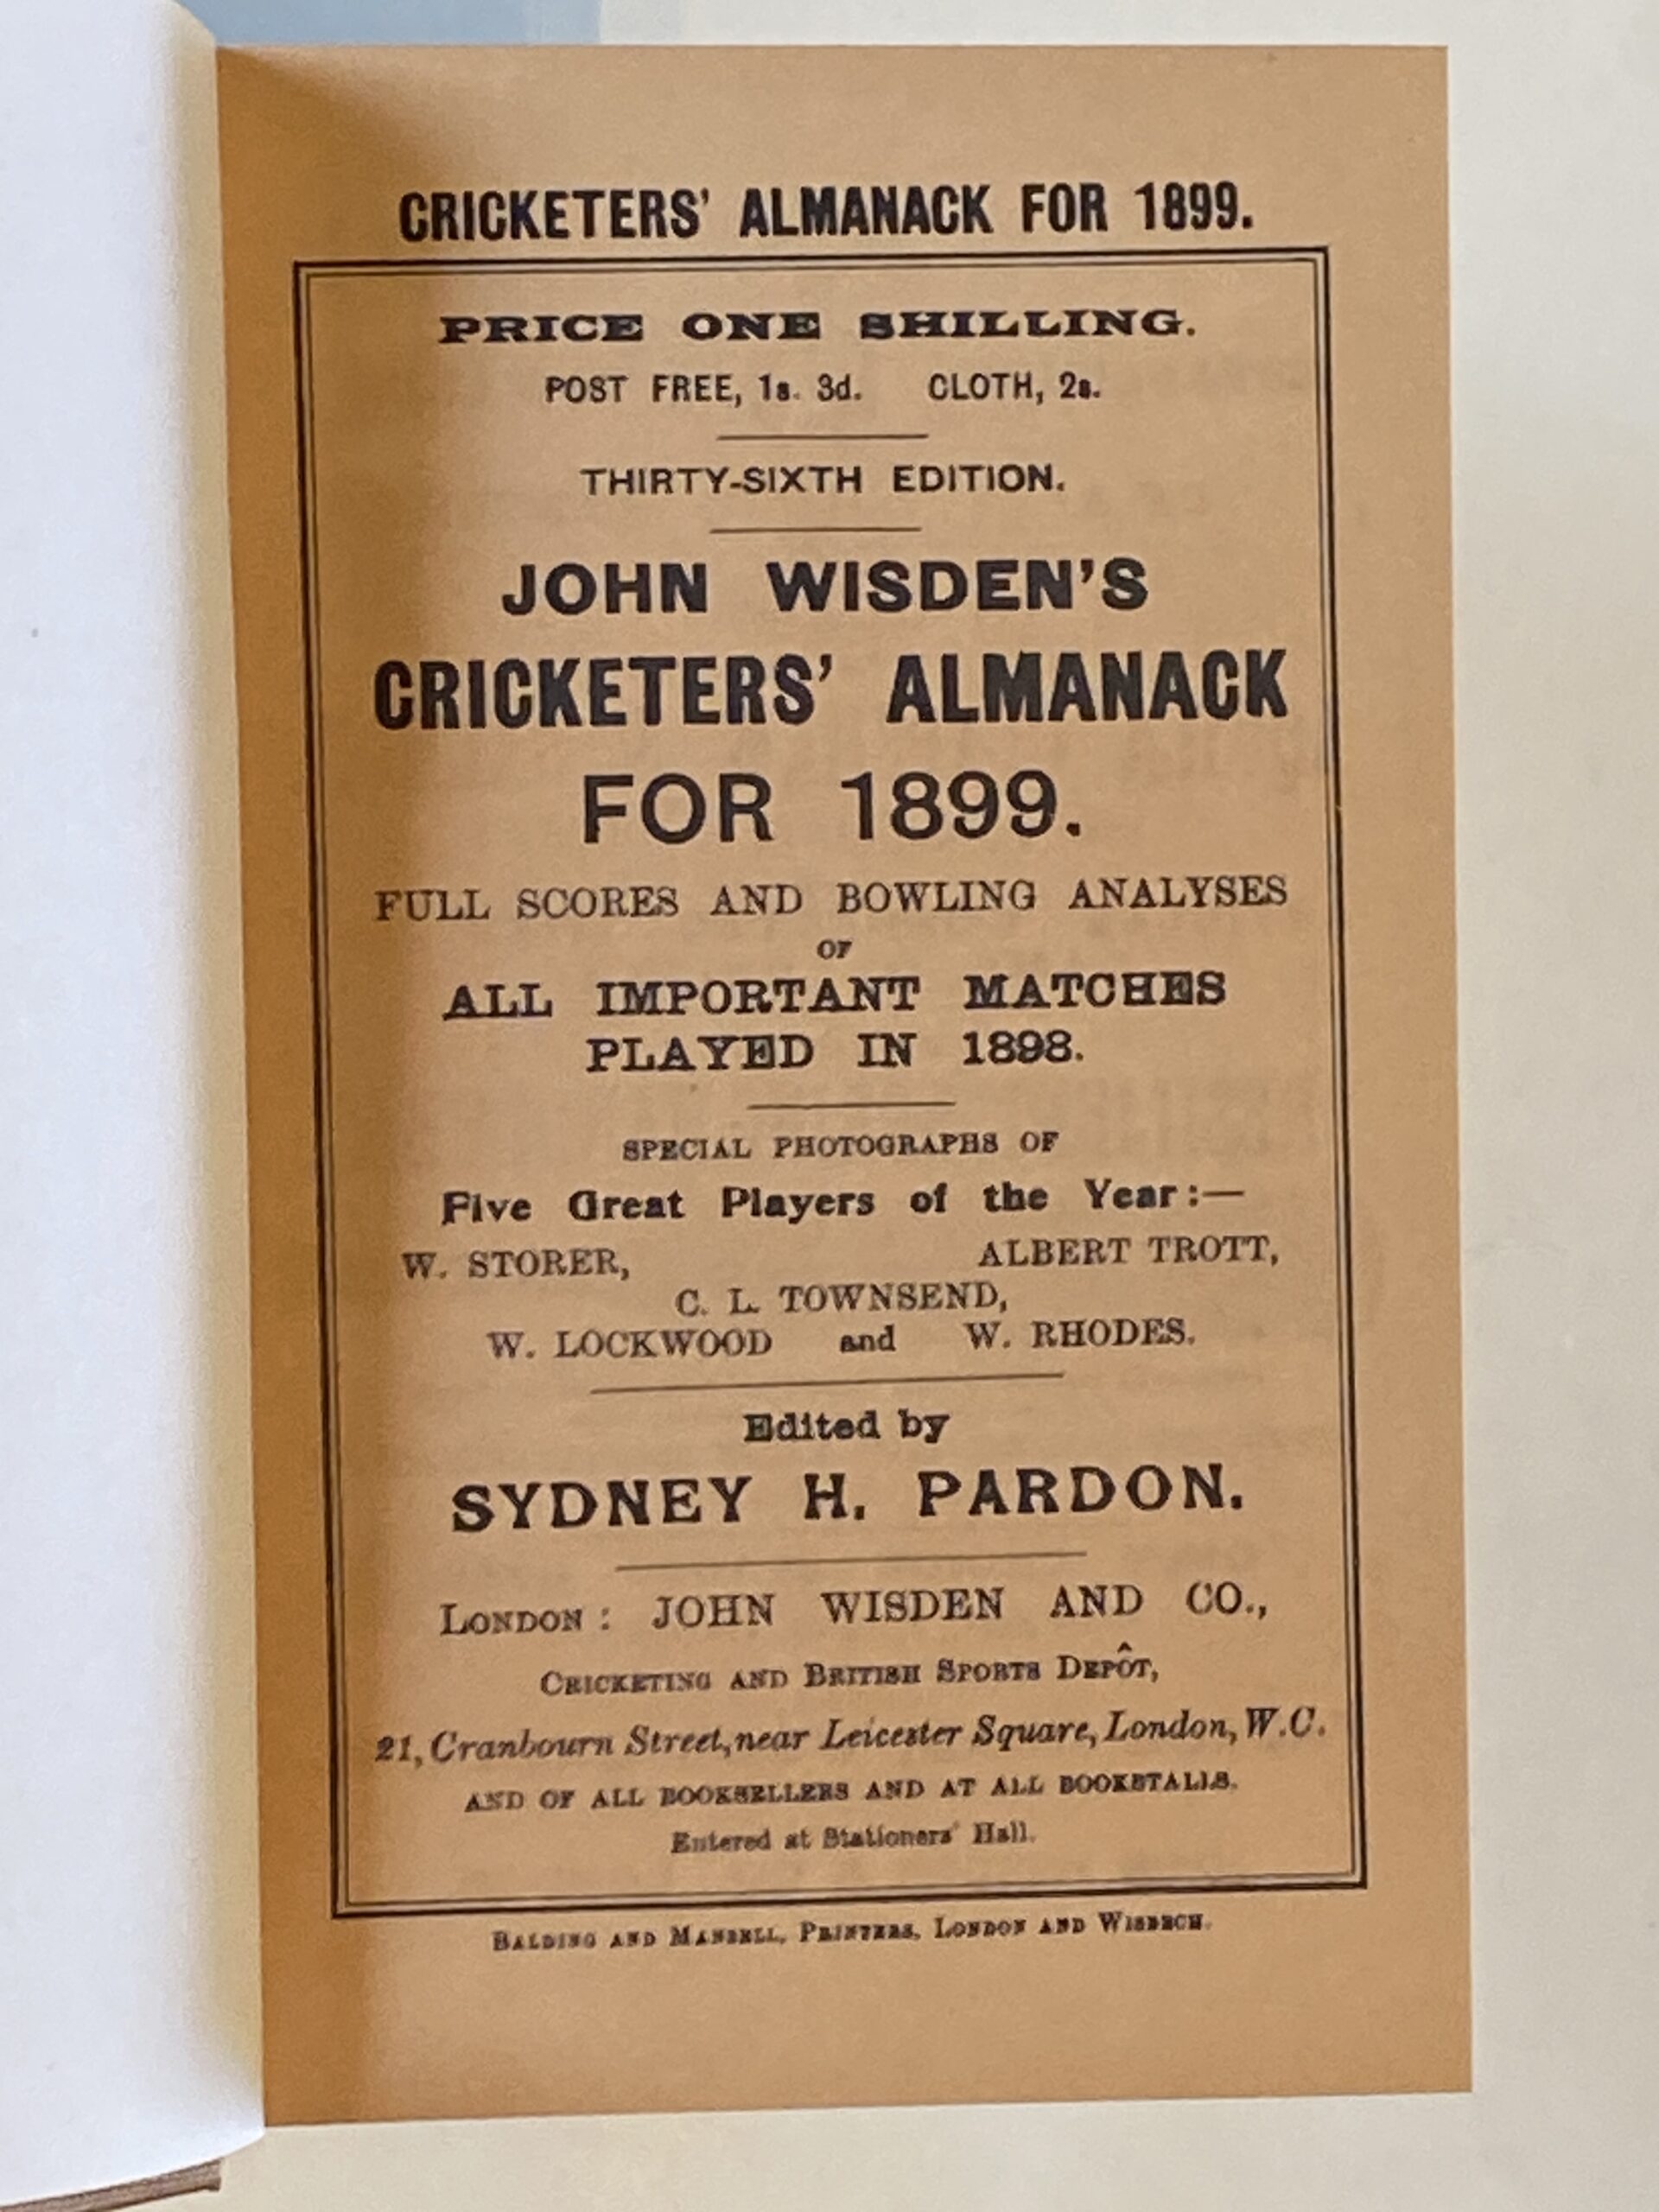 CRICKETERS' ALMANACK FOR 1899.
PRICE ONE SHILLING.
POST FREE, 1s. 3d. CLOTH, 2s.
THIRTY-SIXTH EDITION.
JOHN WISDEN'S
CRICKETERS' ALMANACK
FOR 1899.
FULL SCORES AND BOWLING ANALYSES
OF
ALL IMPORTANT MATCHES
PLAYED IN 1898.
SPECIAL PHOTOGRAPHS OF
Five Great Players of the Year:—
W. STORER, ALBERT TROTT,
C. L. TOWNSEND,
W. LOCKWOOD and W. RHODES.
Edited by
SYDNEY H. PARDON.
LONDON: JOHN WISDEN AND CO.,
CRICKETING AND BRITISH SPORTS DEPÔT,
21, Cranbourn Street, near Leicester Square, London, W.C.
AND OF ALL BOOKSELLERS AND AT ALL BOOKSTALLS.
Entered at Stationers' Hall.
BALDING AND MANSELL, PRINTERS, LONDON AND WISBECH.